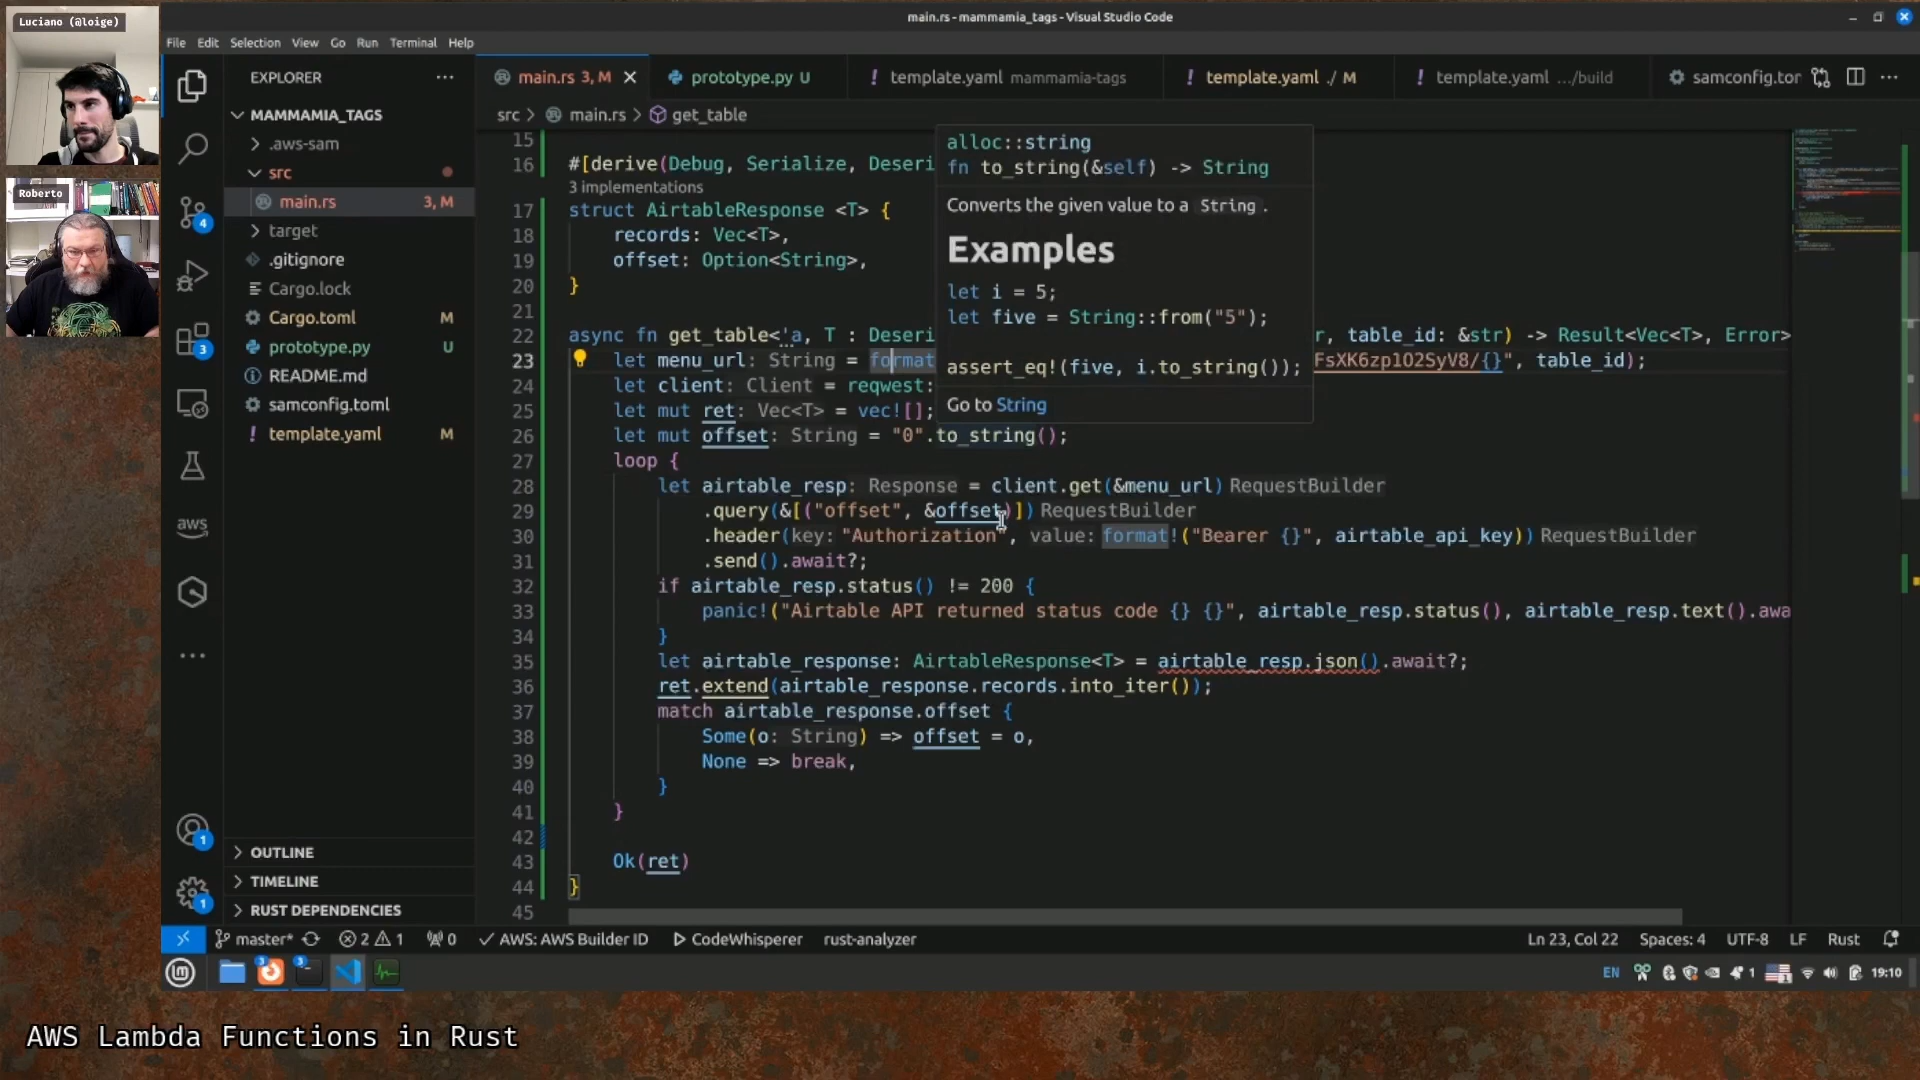 Luciano (@loige)
Roberto
main.rs - mammamia_tags - Visual Studio Code
File Edit Selection View Go Run Terminal Help
EXPLORER
MAMMAMIA_TAGS
.aws-sam
src
main.rs 3, M
target
.gitignore
Cargo.lock
Cargo.toml M
prototype.py U
README.md
samconfig.toml
template.yaml M
OUTLINE
TIMELINE
RUST DEPENDENCIES
4
3
1
1
main.rs 3, M prototype.py U template.yaml mammamia-tags template.yaml ./ M template.yaml .../build samconfig.tor
src > main.rs > get_table
15
16 #[derive(Debug, Serialize, Deseri
3 implementations
17 struct AirtableResponse <T> {
18 records: Vec<T>,
19 offset: Option<String>,
20 }
21
22 async fn get_table<'a, T : Deseri r, table_id: &str) -> Result<Vec<T>, Error>
23 let menu_url: String = format FsXK6zp1O2SyV8/{}", table_id);
24 let client: Client = reqwest:
25 let mut ret: Vec<T> = vec![];
26 let mut offset: String = "0".to_string();
27 loop {
28 let airtable_resp: Response = client.get(&menu_url) RequestBuilder
29 .query(&[("offset", &offset)]) RequestBuilder
30 .header(key: "Authorization", value: format!("Bearer {}", airtable_api_key)) RequestBuilder
31 .send().await?;
32 if airtable_resp.status() != 200 {
33 panic!("Airtable API returned status code {} {}", airtable_resp.status(), airtable_resp.text().awa
34 }
35 let airtable_response: AirtableResponse<T> = airtable_resp.json().await?;
36 ret.extend(airtable_response.records.into_iter());
37 match airtable_response.offset {
38 Some(o: String) => offset = o,
39 None => break,
40 }
41 }
42
43 Ok(ret)
44 }
45
alloc::string
fn to_string(&self) -> String
Converts the given value to a String.
Examples
let i = 5;
let five = String::from("5");
assert_eq!(five, i.to_string());
Go to String
master* 2 1 0 AWS: AWS Builder ID CodeWhisperer rust-analyzer Ln 23, Col 22 Spaces: 4 UTF-8 LF Rust
3 3 EN 1 19:10
AWS Lambda Functions in Rust